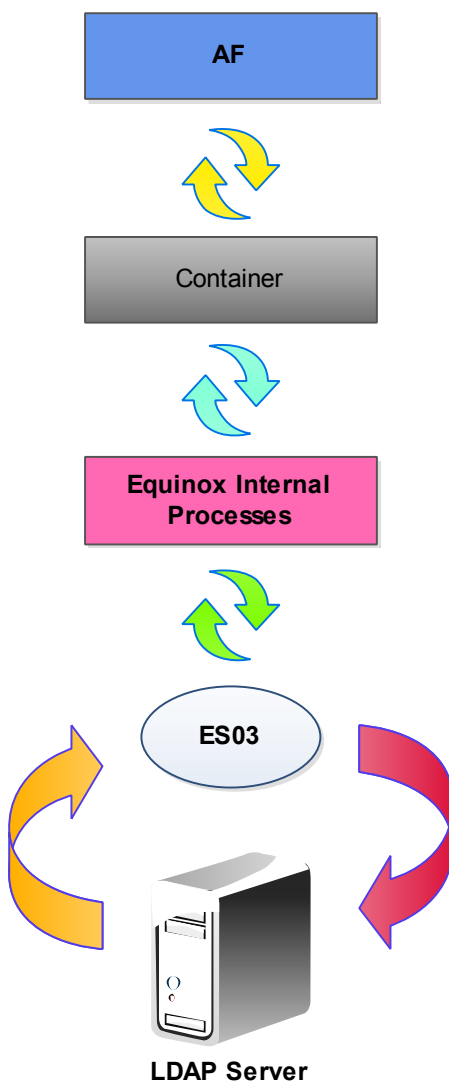 AF
Container
Equinox Internal
Processes
ES03
LDAP Server